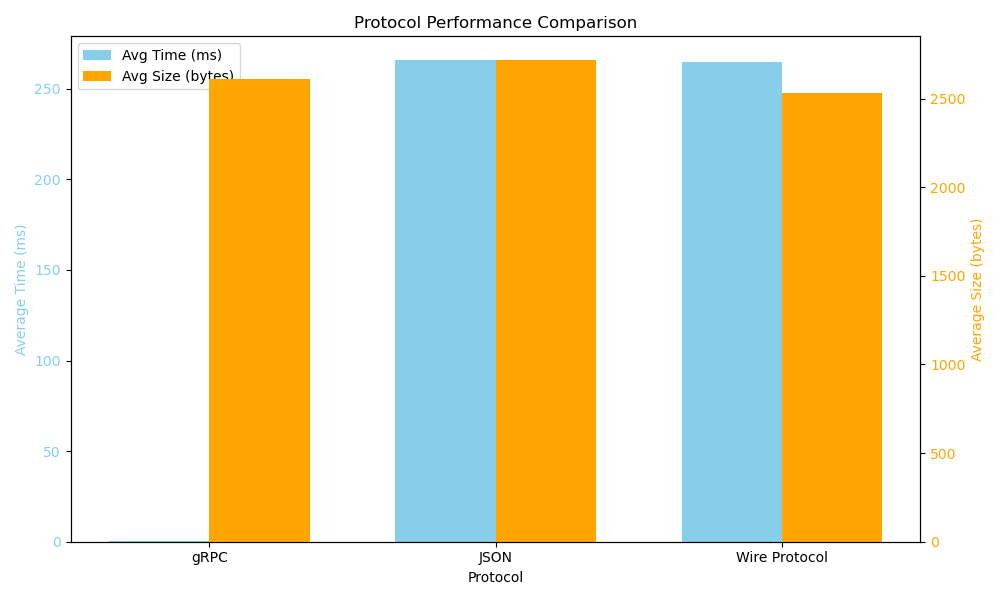 Protocol Performance Comparison
Avg Time (ms)
Avg Size (bytes)
Average Time (ms)
250
200
150
100
50
0
2500
2000
1500
1000
500
0
Average Size (bytes)
gRPC
JSON
Wire Protocol
Protocol